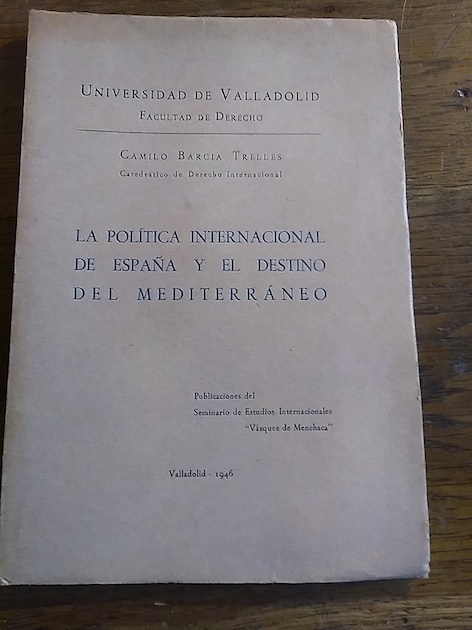 UNIVERSIDAD DE VALLADOLID
FACULTAD DE DERECHO
CAMILO BARCIA TRELLES
Catedrático de Derecho Internacional
LA POLÍTICA INTERNACIONAL
DE ESPAÑA Y EL DESTINO
DEL MEDITERRÁNEO
Publicaciones del
Seminario de Estudios Internacionales
"Vázquez de Menchaca"
Valladolid - 1946